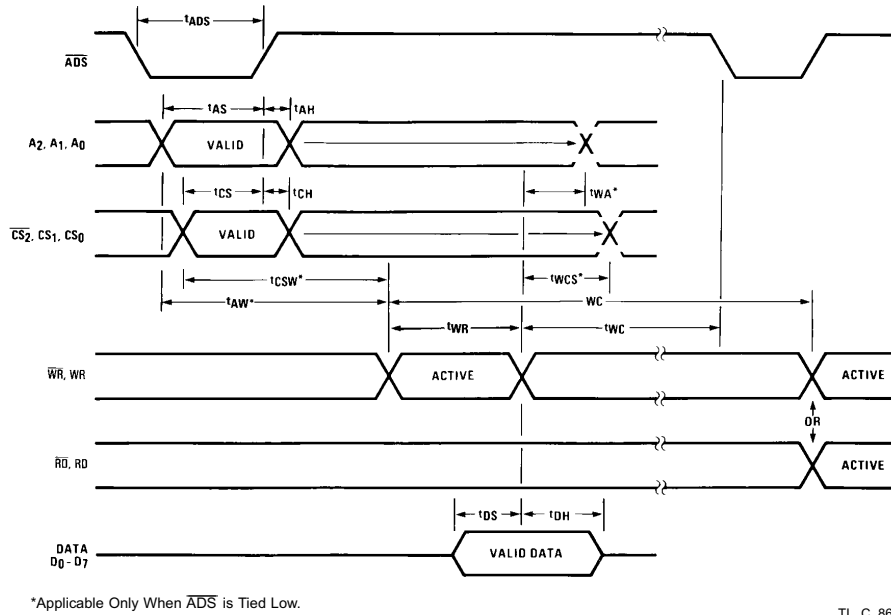 tADS
ADS
tAS tAH
A2, A1, A0 VALID
tCS tCH tWA*
CS2, CS1, CS0 VALID
tCSW* tWCS*
tAW* WC
tWR tWC
WR, WR ACTIVE ACTIVE
OR
RD, RD ACTIVE
tDS tDH
DATA
D0-D7 VALID DATA
*Applicable Only When ADS is Tied Low.
TL C 86